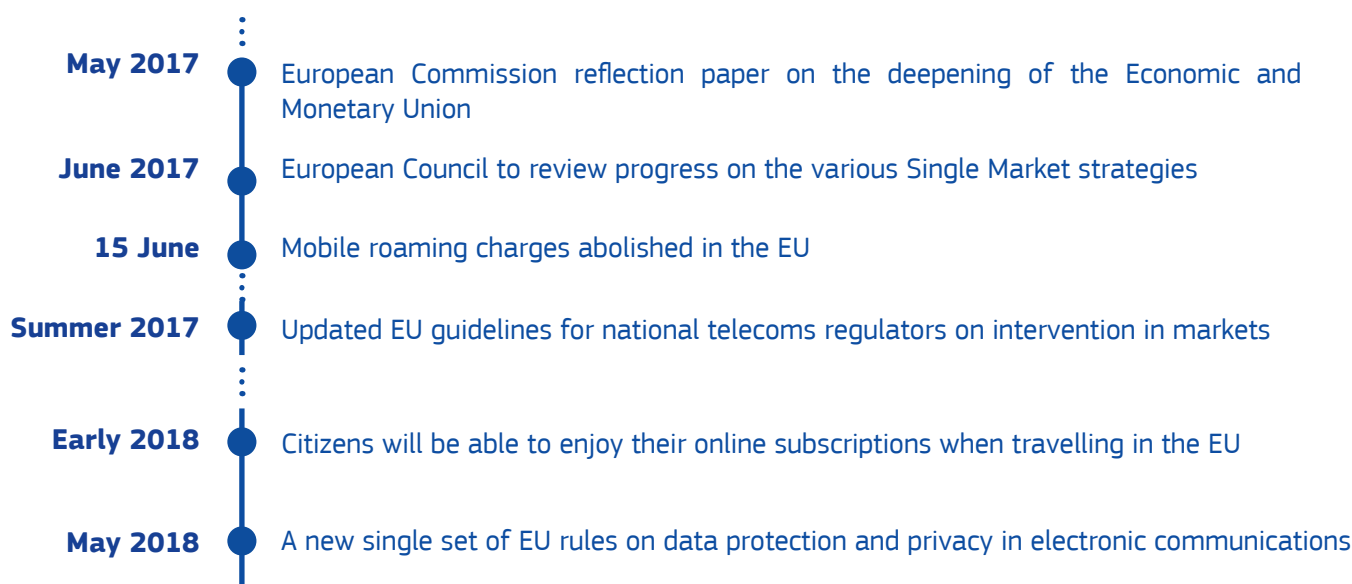 May 2017
European Commission reflection paper on the deepening of the Economic and
Monetary Union
June 2017
European Council to review progress on the various Single Market strategies
15 June
Mobile roaming charges abolished in the EU
Summer 2017
Updated EU guidelines for national telecoms regulators on intervention in markets
Early 2018
Citizens will be able to enjoy their online subscriptions when travelling in the EU
May 2018
A new single set of EU rules on data protection and privacy in electronic communications